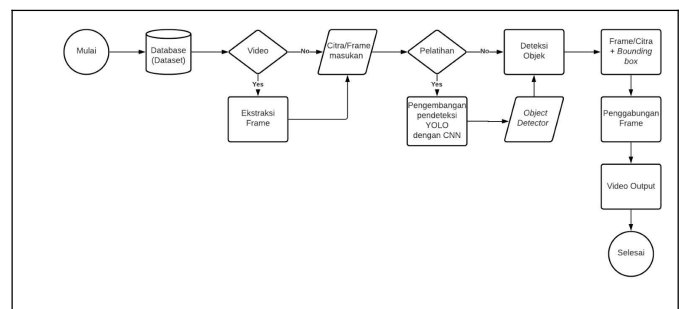 Mulai
Database
(Dataset)
Video
No
Yes
Ekstraksi
Frame
Citra/Frame
masukan
Pelatihan
No
Yes
Pengembangan
pendeteksi
YOLO
dengan CNN
Object
Detector
Deteksi
Objek
Frame/Citra
+ Bounding
box
Penggabungan
Frame
Video Output
Selesai